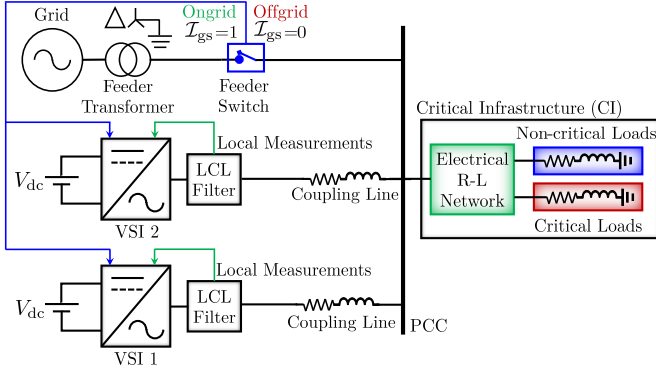 Grid
Ongrid
Offgrid
𝓘gs=1
𝓘gs=0
Feeder
Transformer
Feeder
Switch
Critical Infrastructure (CI)
Non-critical Loads
Electrical
R-L
Network
Critical Loads
Local Measurements
Vdc
LCL
Filter
Coupling Line
VSI 2
Local Measurements
Vdc
LCL
Filter
Coupling Line
VSI 1
PCC